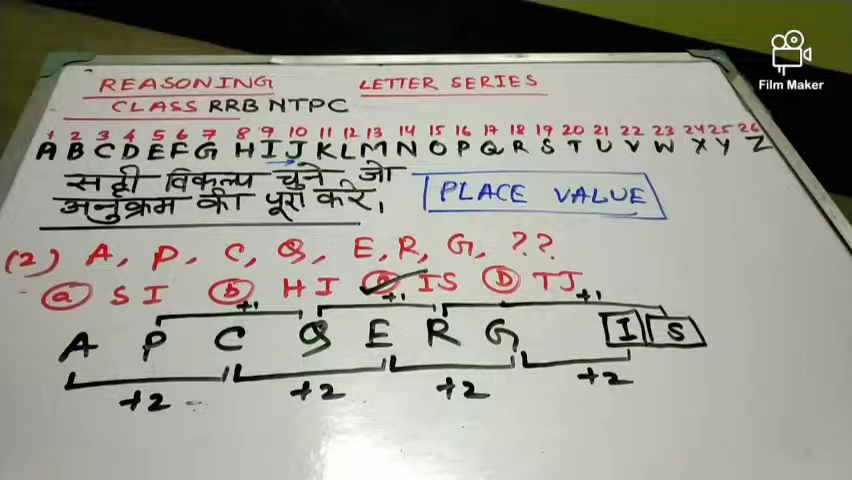 Film Maker
REASONING LETTER SERIES
CLASS RRB NTPC
1 2 3 4 5 6 7 8 9 10 11 12 13 14 15 16 17 18 19 20 21 22 23 24 25 26
A B C D E F G H I J K L M N O P Q R S T U V W X Y Z
सही विकल्प चुने जो
अनुक्रम को पूरा करे।
PLACE VALUE
(2) A, P, C, Q, E, R, G, ??
(a) S I (b) H I IS (D) TJ
+1 +1 +1
A P C Q E R G I S
+2 +2 +2 +2